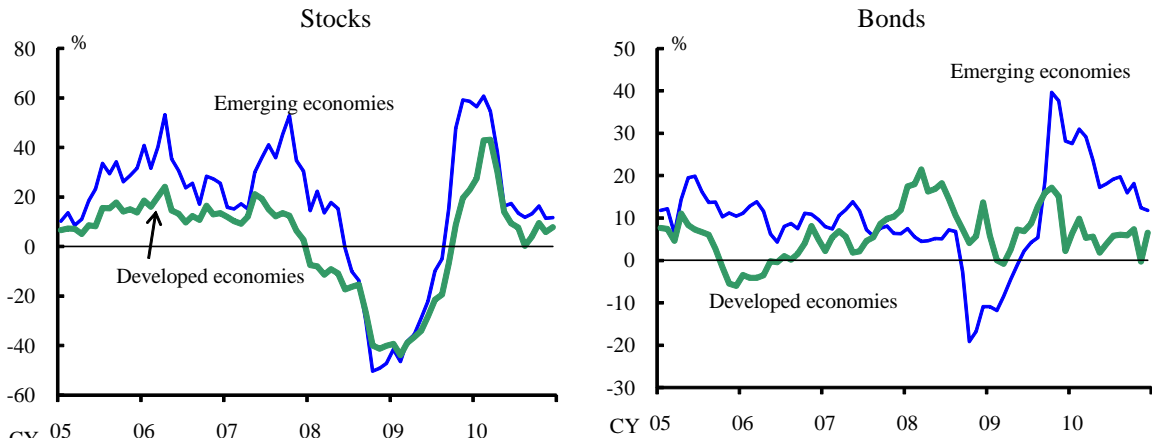 Stocks
%
80
60
40
20
0
-20
-40
-60
Emerging economies
Developed economies
CY 05 06 07 08 09 10
Bonds
%
50
40
30
20
10
0
-10
-20
-30
Emerging economies
Developed economies
CY 05 06 07 08 09 10